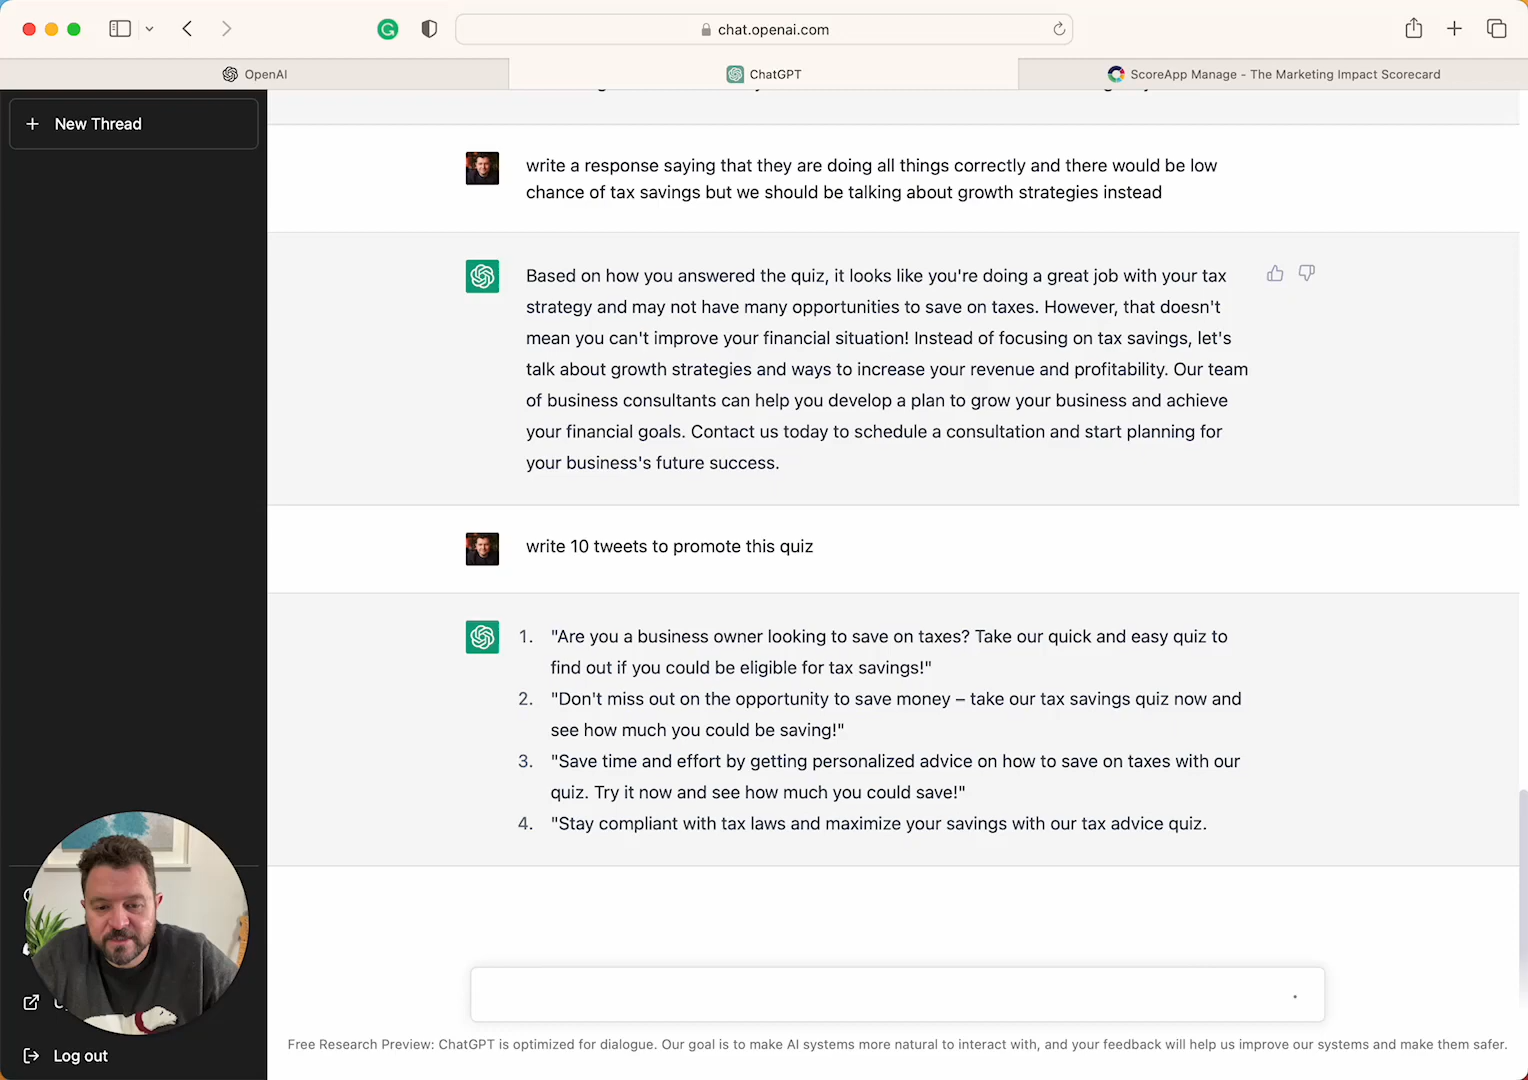 chat.openai.com
OpenAI
ChatGPT
ScoreApp Manage - The Marketing Impact Scorecard
New Thread
write a response saying that they are doing all things correctly and there would be low
chance of tax savings but we should be talking about growth strategies instead
Based on how you answered the quiz, it looks like you're doing a great job with your tax
strategy and may not have many opportunities to save on taxes. However, that doesn't
mean you can't improve your financial situation! Instead of focusing on tax savings, let's
talk about growth strategies and ways to increase your revenue and profitability. Our team
of business consultants can help you develop a plan to grow your business and achieve
your financial goals. Contact us today to schedule a consultation and start planning for
your business's future success.
write 10 tweets to promote this quiz
1. "Are you a business owner looking to save on taxes? Take our quick and easy quiz to
find out if you could be eligible for tax savings!"
2. "Don't miss out on the opportunity to save money – take our tax savings quiz now and
see how much you could be saving!"
3. "Save time and effort by getting personalized advice on how to save on taxes with our
quiz. Try it now and see how much you could save!"
4. "Stay compliant with tax laws and maximize your savings with our tax advice quiz.
Log out
Free Research Preview: ChatGPT is optimized for dialogue. Our goal is to make AI systems more natural to interact with, and your feedback will help us improve our systems and make them safer.